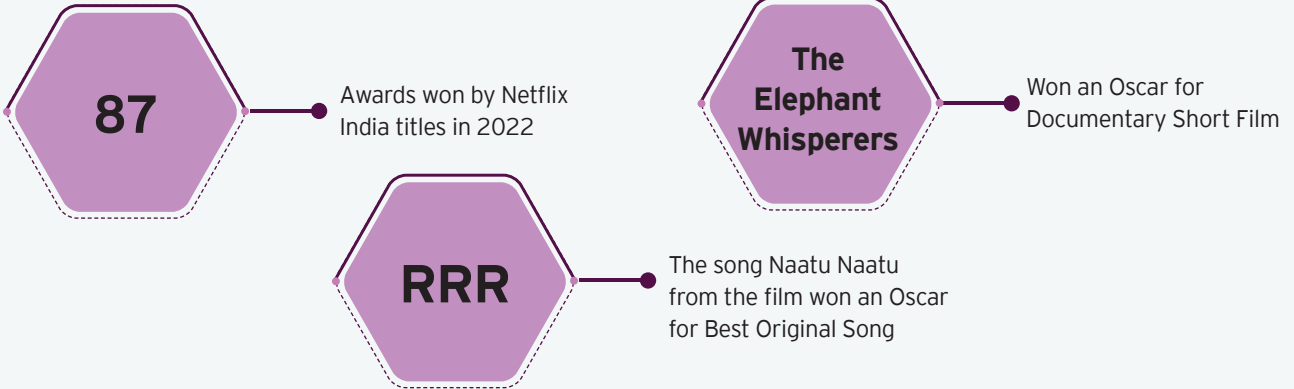 87
Awards won by Netflix
India titles in 2022
The
Elephant
Whisperers
Won an Oscar for
Documentary Short Film
RRR
The song Naatu Naatu
from the film won an Oscar
for Best Original Song